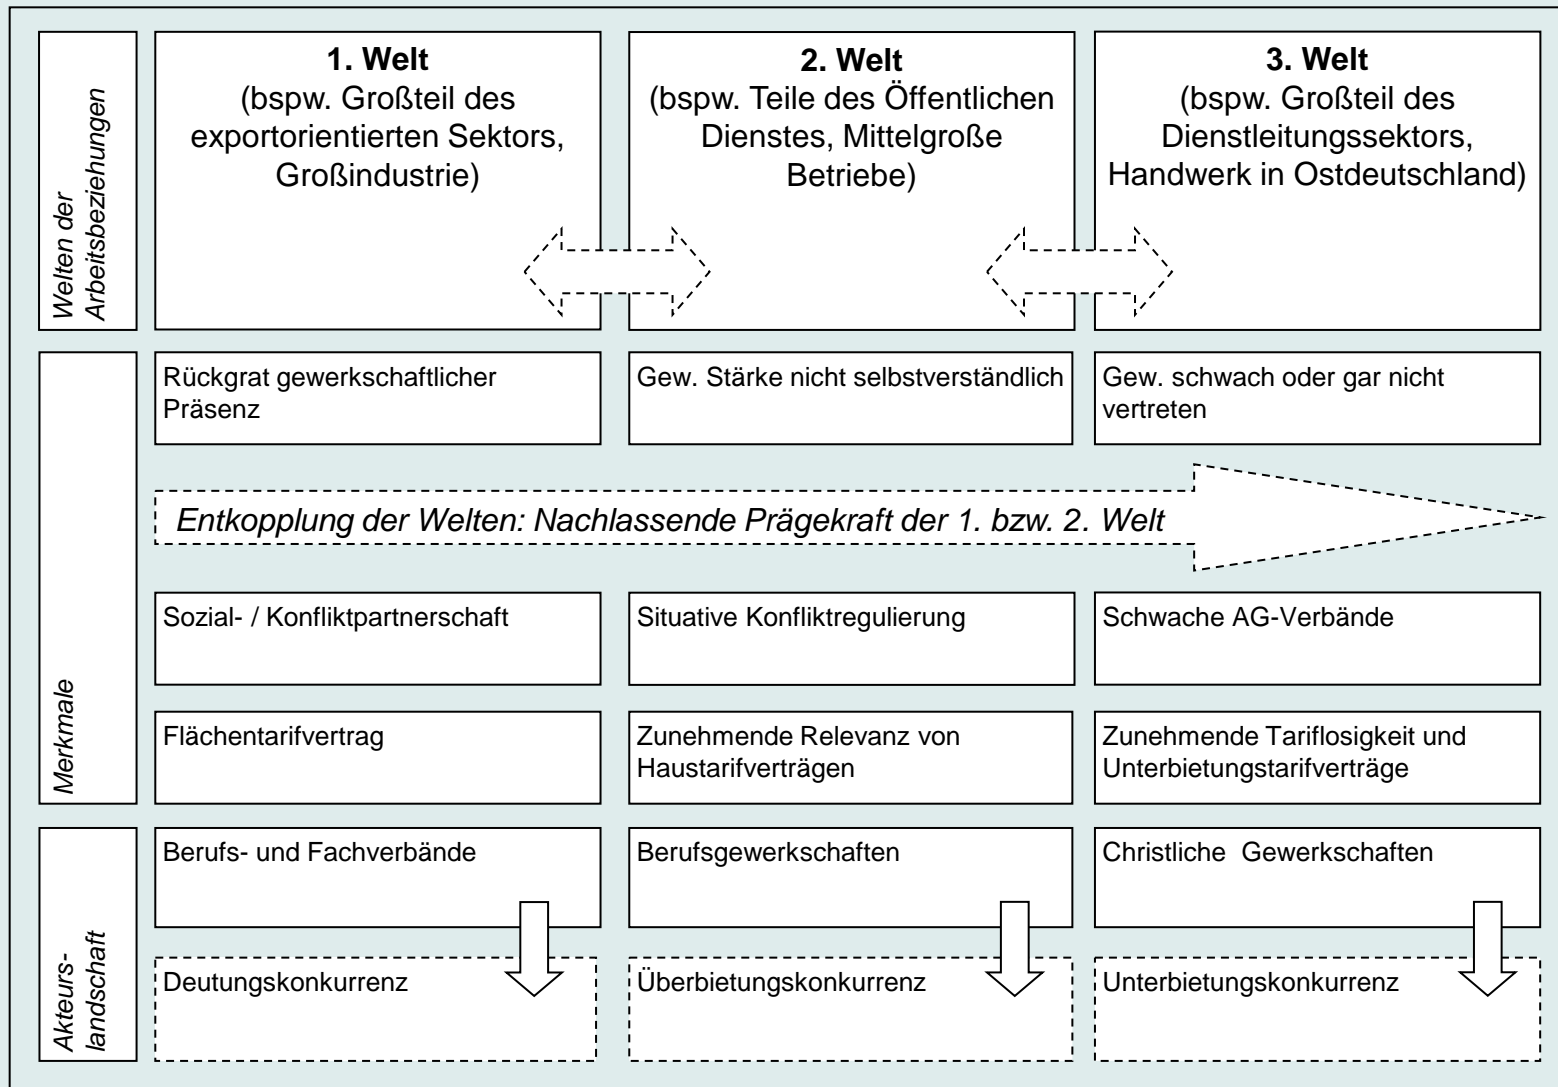 Welten der
Arbeitsbeziehungen
1. Welt
(bspw. Großteil des
exportorientierten Sektors,
Großindustrie)
2. Welt
(bspw. Teile des Öffentlichen
Dienstes, Mittelgroße
Betriebe)
3. Welt
(bspw. Großteil des
Dienstleitungssektors,
Handwerk in Ostdeutschland)
Merkmale
Rückgrat gewerkschaftlicher
Präsenz
Gew. Stärke nicht selbstverständlich
Gew. schwach oder gar nicht
vertreten
Entkopplung der Welten: Nachlassende Prägekraft der 1. bzw. 2. Welt
Sozial- / Konfliktpartnerschaft
Situative Konfliktregulierung
Schwache AG-Verbände
Flächentarifvertrag
Zunehmende Relevanz von
Haustarifverträgen
Zunehmende Tariflosigkeit und
Unterbietungstarifverträge
Akteurs-
landschaft
Berufs- und Fachverbände
Berufsgewerkschaften
Christliche Gewerkschaften
Deutungskonkurrenz
Überbietungskonkurrenz
Unterbietungskonkurrenz